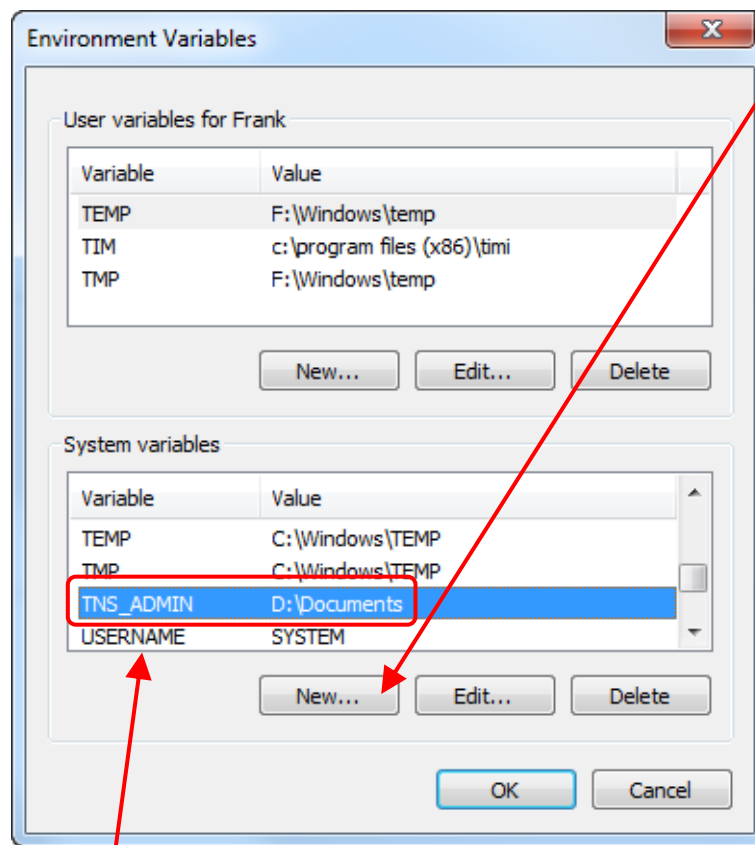 Environment Variables
User variables for Frank
Variable Value
TEMP F:\Windows\temp
TIM c:\program files (x86)\timi
TMP F:\Windows\temp
New... Edit... Delete
System variables
Variable Value
TEMP C:\Windows\TEMP
TMP C:\Windows\TEMP
TNS_ADMIN D:\Documents
USERNAME SYSTEM
New... Edit... Delete
OK Cancel